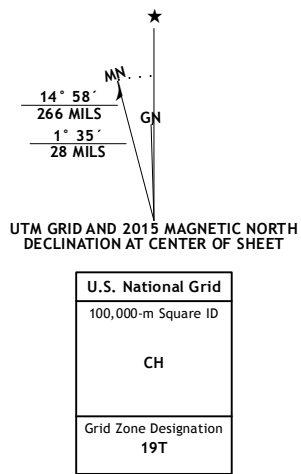 ★
MN
GN
14° 58´
266 MILS
1° 35´
28 MILS
UTM GRID AND 2015 MAGNETIC NORTH
DECLINATION AT CENTER OF SHEET
U.S. National Grid
100,000-m Square ID
CH
Grid Zone Designation
19T